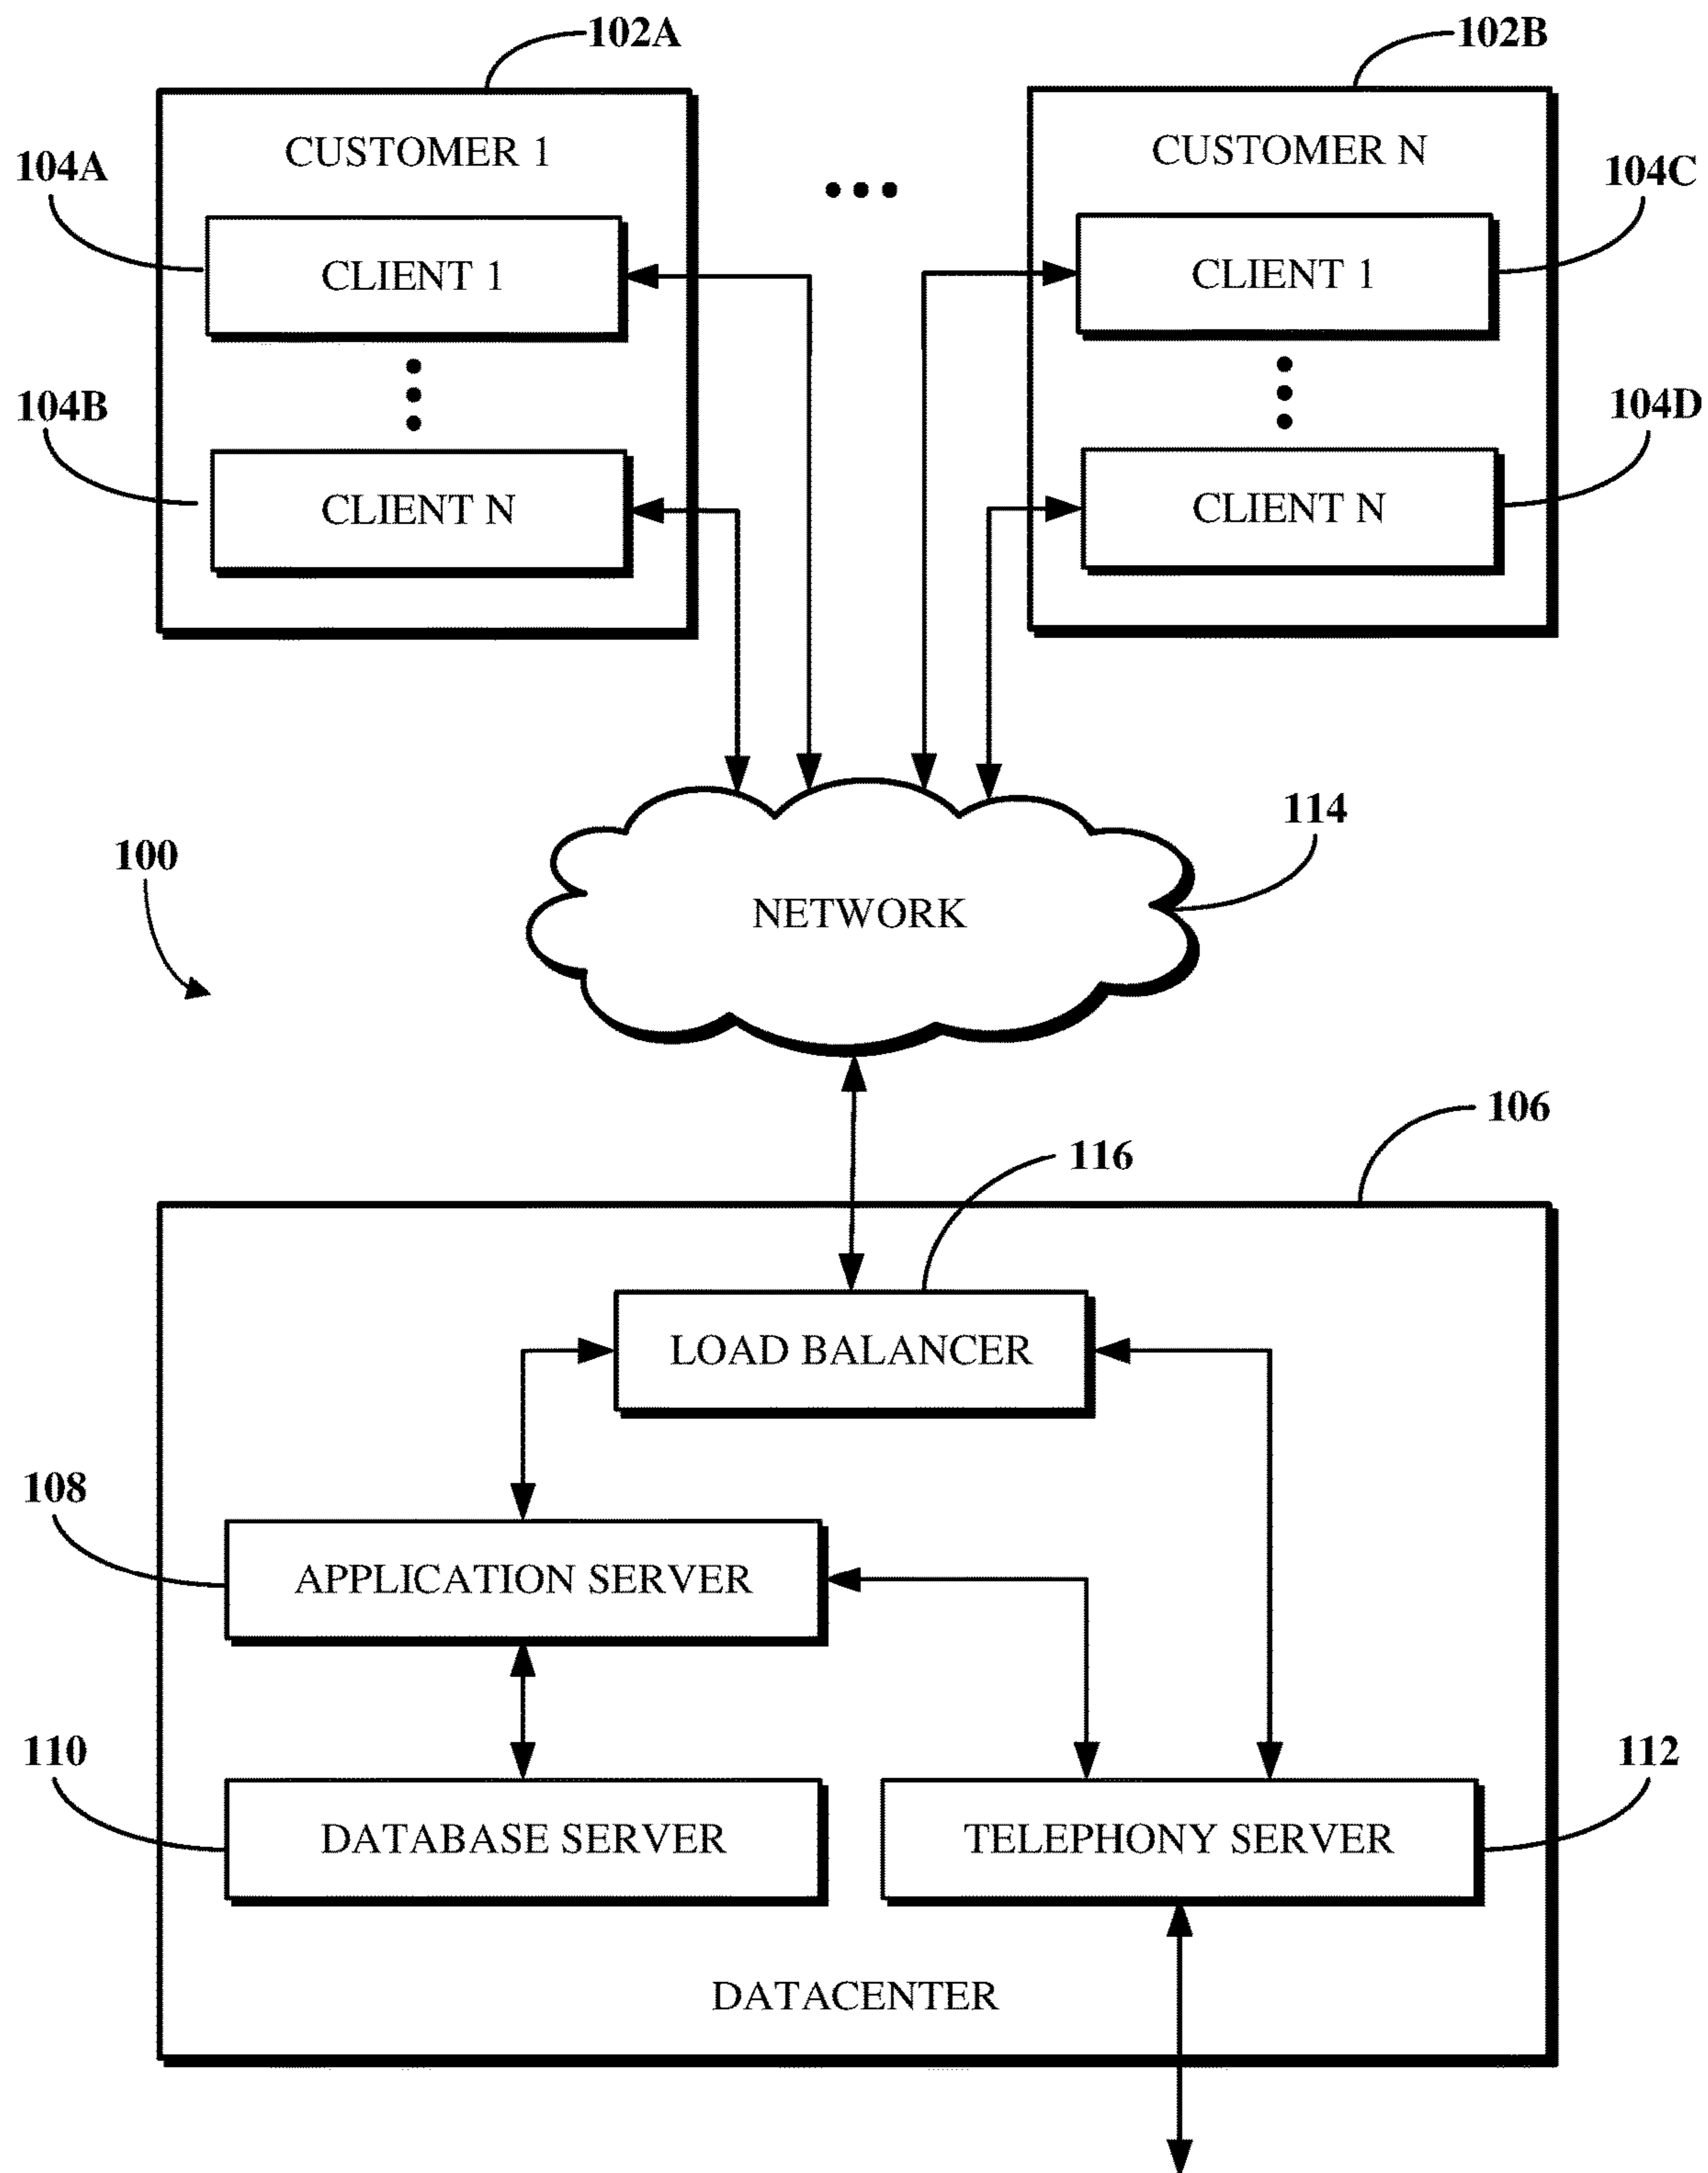 102A
102B
CUSTOMER 1
CUSTOMER N
104A
104C
CLIENT 1
CLIENT 1
104B
104D
CLIENT N
CLIENT N
114
100
NETWORK
106
116
LOAD BALANCER
108
APPLICATION SERVER
110
112
DATABASE SERVER
TELEPHONY SERVER
DATACENTER